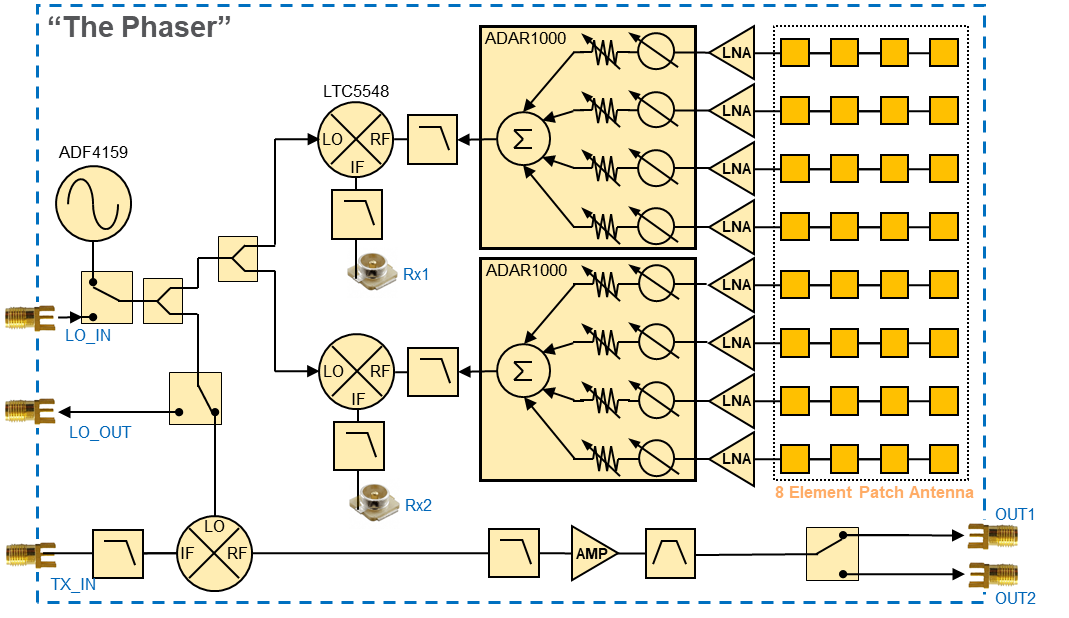 “The Phaser”
ADAR1000
LNA
LNA
LNA
LNA
LTC5548
LO
RF
IF
ADF4159
Rx1
LO_IN
ADAR1000
LNA
LNA
LNA
LNA
LO
RF
IF
Σ
Σ
LO_OUT
Rx2
8 Element Patch Antenna
OUT1
LO
IF
RF
AMP
TX_IN
OUT2